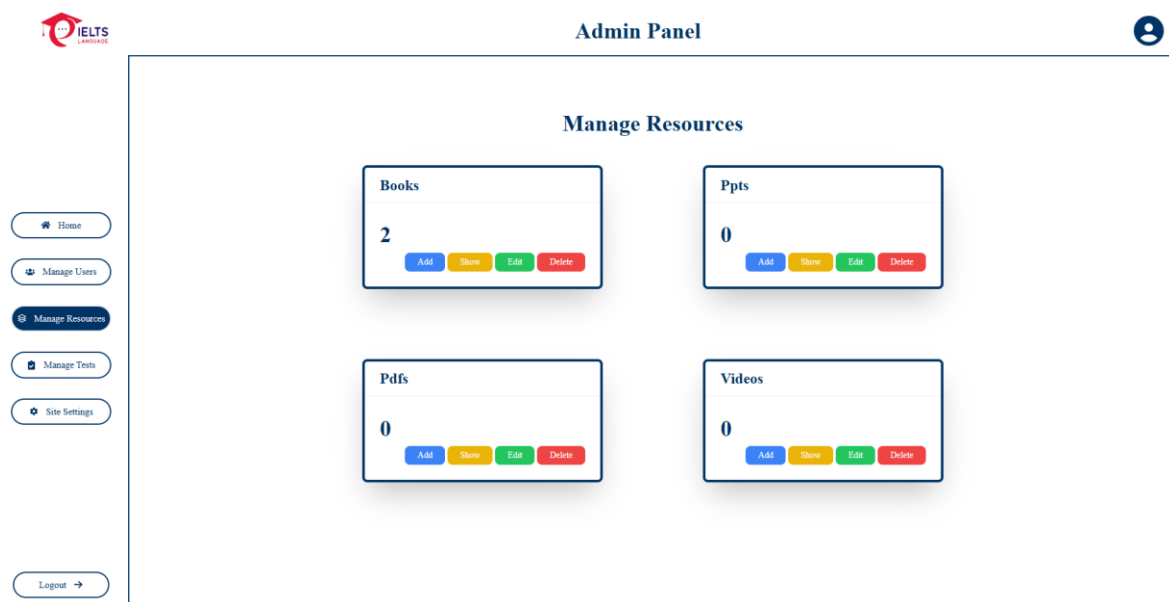 IELTS
LANGUAGE
Admin Panel
Home
Manage Users
Manage Resources
Manage Tests
Site Settings
Logout
Manage Resources
Books
2
Add Show Edit Delete
Ppts
0
Add Show Edit Delete
Pdfs
0
Add Show Edit Delete
Videos
0
Add Show Edit Delete